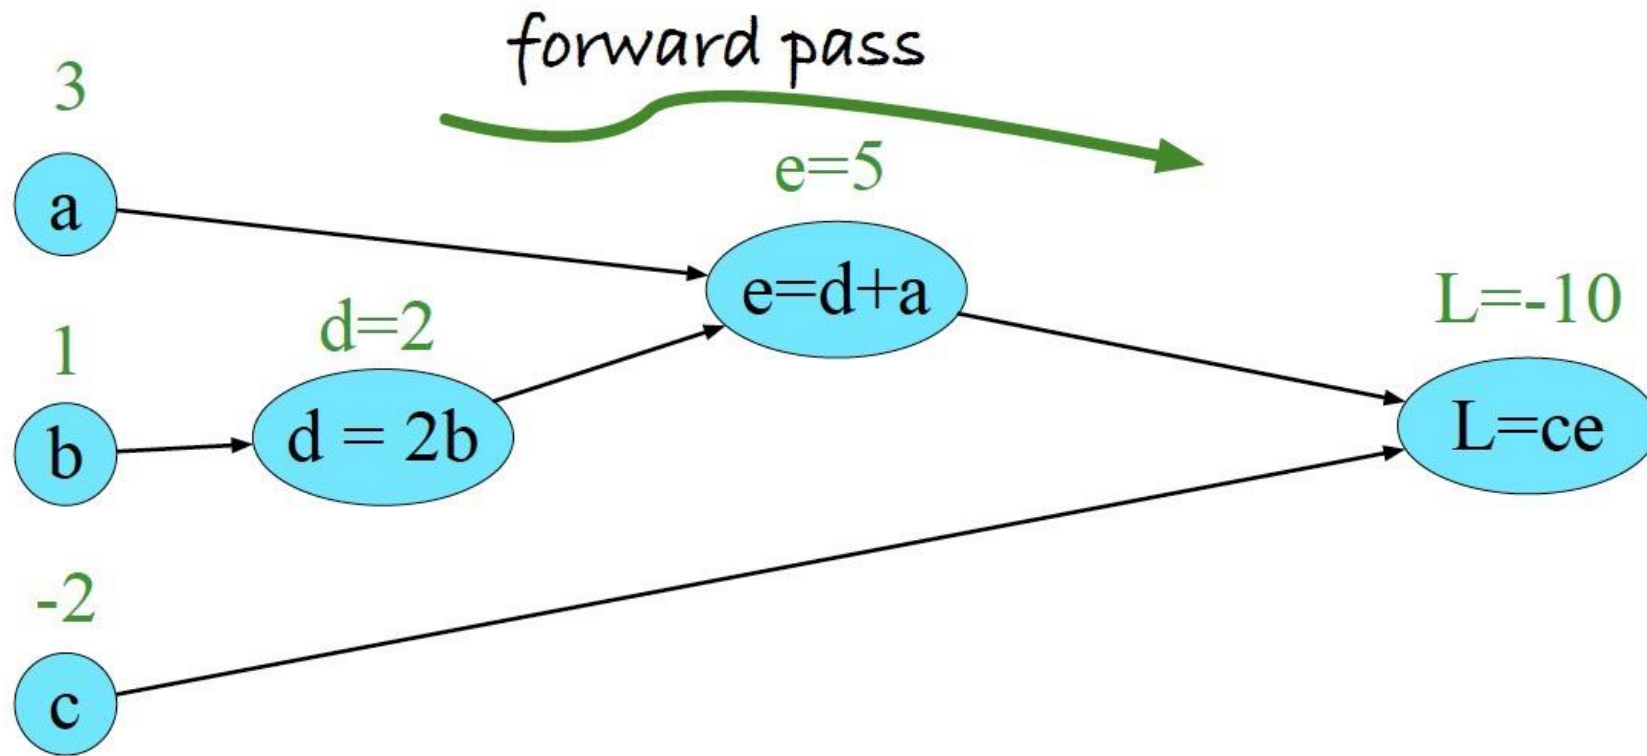 forward pass
3
a
e=5
e=d+a
L=-10
L=ce
d=2
d = 2b
1
b
-2
c